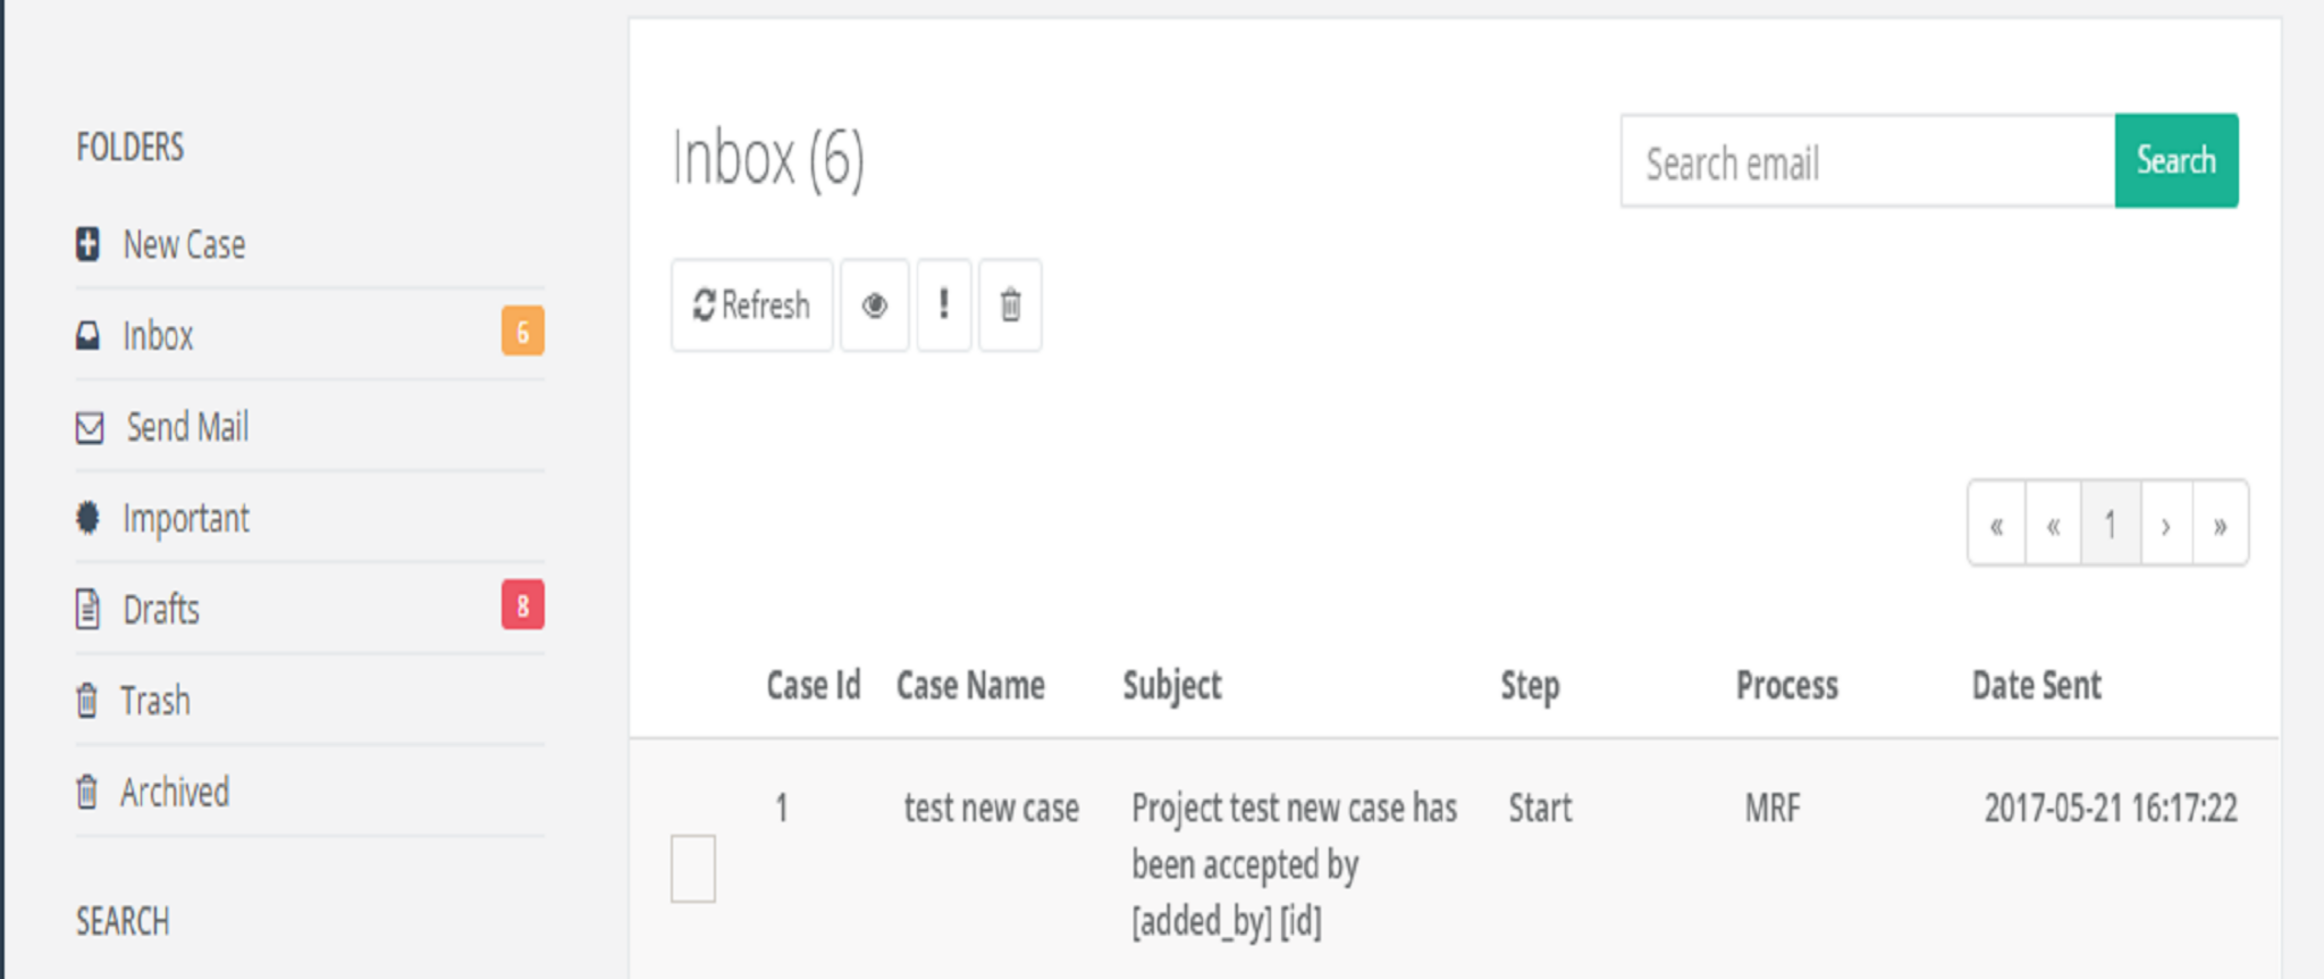 FOLDERS
New Case
Inbox 6
Send Mail
Important
Drafts 8
Trash
Archived
SEARCH
Inbox (6)
Search email Search
Refresh !
« « 1 › »
Case Id Case Name Subject Step Process Date Sent
1 test new case Project test new case has Start MRF 2017-05-21 16:17:22
been accepted by
[added_by] [id]